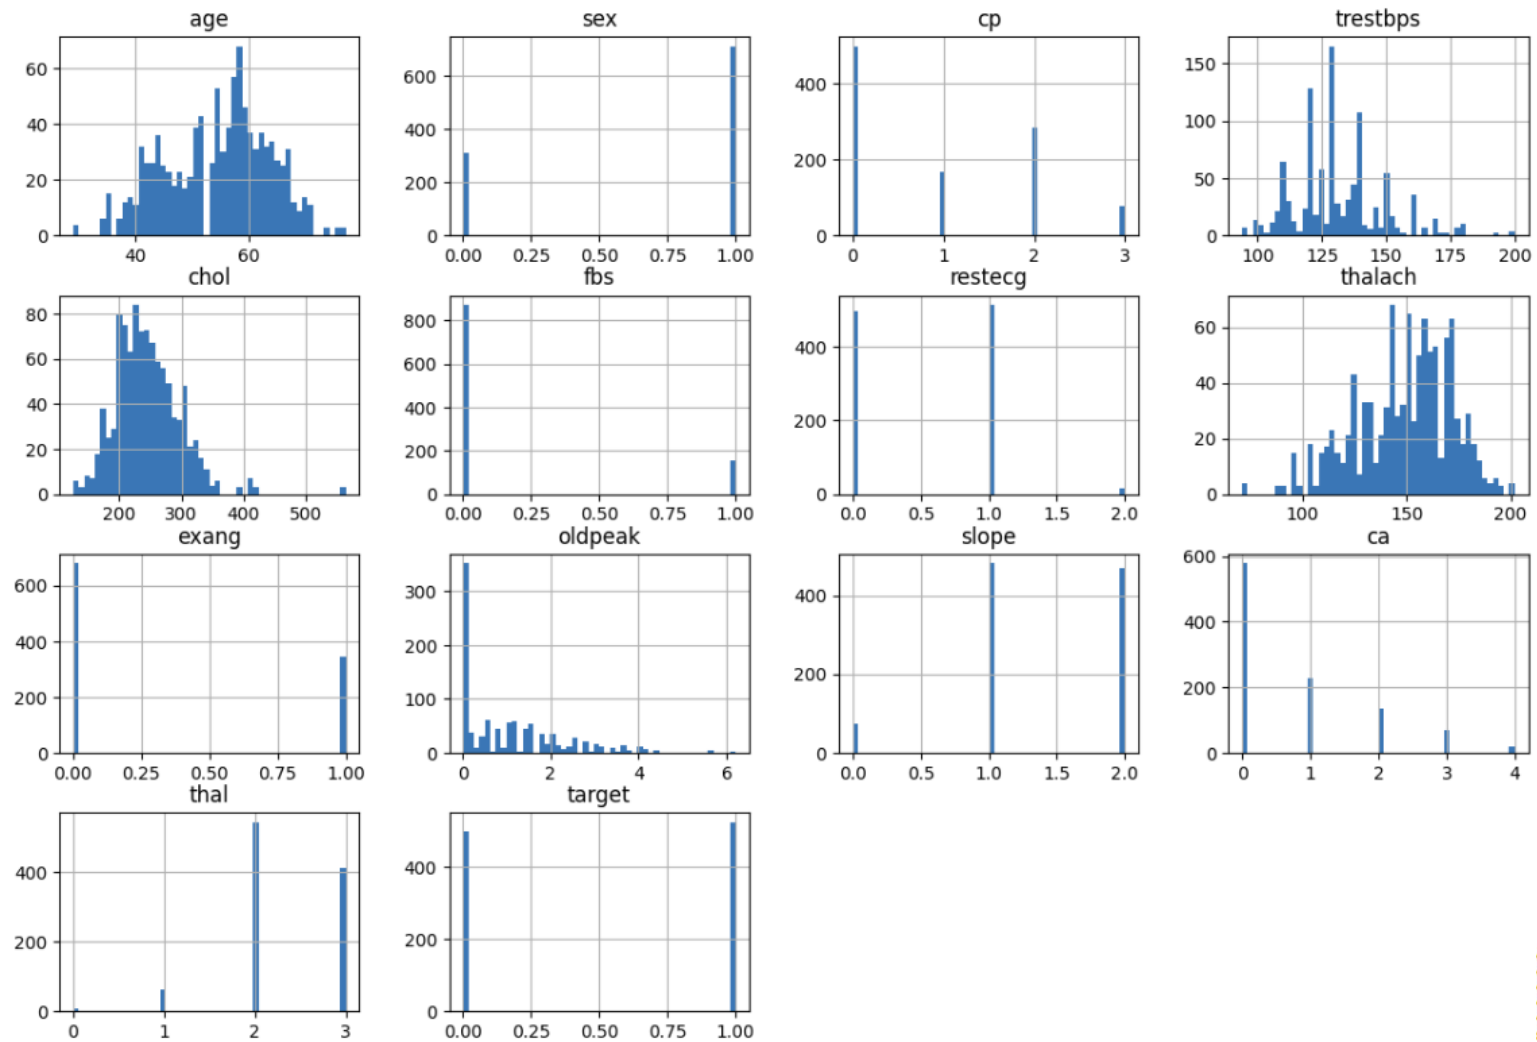 age sex cp trestbps
60 40 20 0
40 60
600 400 200 0
0.00 0.25 0.50 0.75 1.00
400 200 0
0 1 2 3
150 100 50 0
100 125 150 175 200
chol fbs restecg thalach
80 60 40 20 0
200 300 400 500
800 600 400 200 0
0.00 0.25 0.50 0.75 1.00
400 200 0
0.0 0.5 1.0 1.5 2.0
60 40 20 0
100 150 200
exang oldpeak slope ca
600 400 200 0
0.00 0.25 0.50 0.75 1.00
300 200 100 0
0 2 4 6
400 200 0
0.0 0.5 1.0 1.5 2.0
600 400 200 0
0 1 2 3 4
thal target
400 200 0
0 1 2 3
400 200 0
0.00 0.25 0.50 0.75 1.00